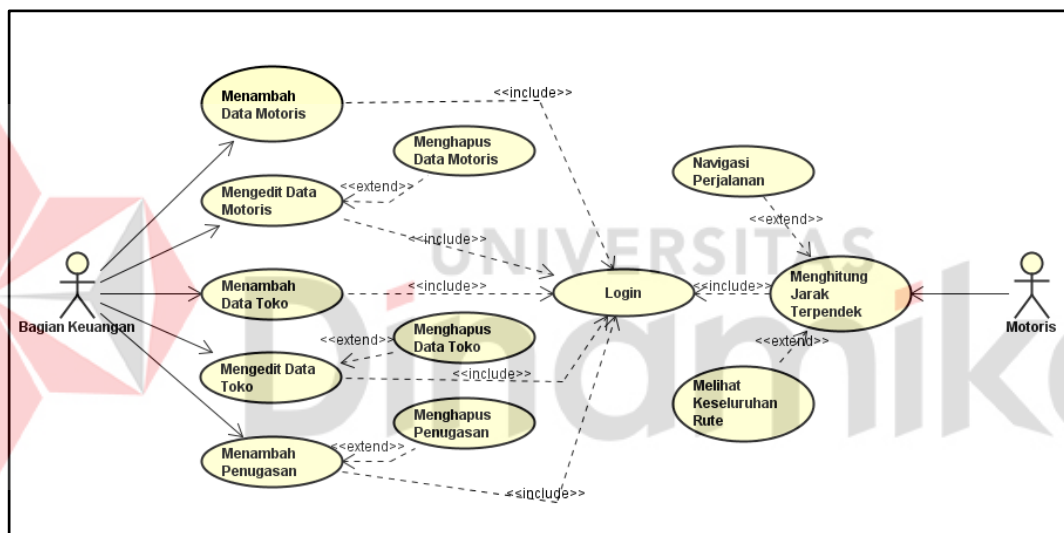 Menambah
Data Motoris
<<include>>
Menghapus
Data Motoris
Navigasi
Perjalanan
<<extend>>
Mengedit Data
Motoris
<<extend>>
<<include>>
UNIVERSITAS
Dinamika
Bagian Keuangan
Menambah
Data Toko
<<include>>
Login
<<include>>
Menghitung
Jarak
Terpendek
Motoris
Menghapus
Data Toko
<<extend>>
<<extend>>
Mengedit Data
Toko
<<include>>
Melihat
Keseluruhan
Rute
Menghapus
Penugasan
<<extend>>
Menambah
Penugasan
<<include>>